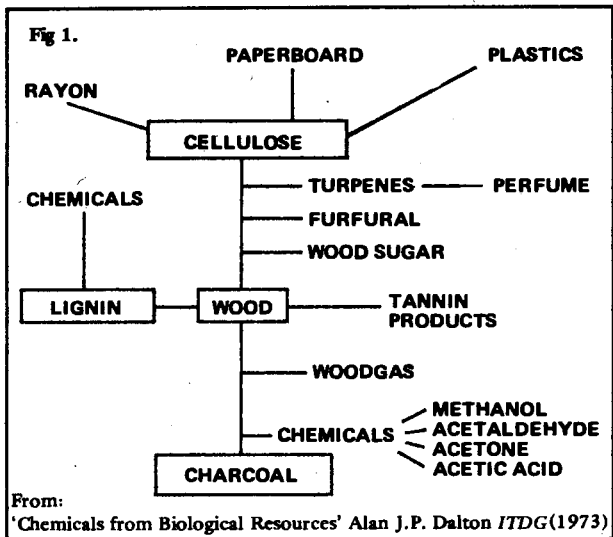 Fig 1.
PAPERBOARD
PLASTICS
RAYON
CELLULOSE
TURPENES
PERFUME
CHEMICALS
FURFURAL
WOOD SUGAR
LIGNIN
WOOD
TANNIN
PRODUCTS
WOODGAS
METHANOL
CHEMICALS
ACETALDEHYDE
ACETONE
ACETIC ACID
CHARCOAL
From:
'Chemicals from Biological Resources' Alan J.P. Dalton ITDG(1973)